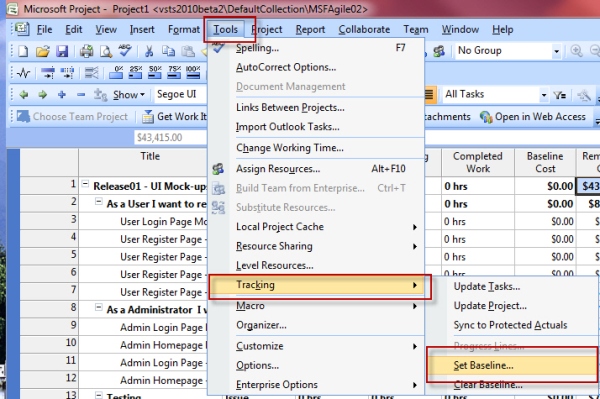 Microsoft Project - Project1 <vsts2010beta2\DefaultCollection\MSFAgile02>
File Edit View Insert Format Tools Project Report Collaborate Team Window Help
No Group
0% 25% 50% 75% 100%
Show Segoe UI All Tasks
Choose Team Project Get Work It Attachments Open in Web Access
$43,415.00
Title Completed Work Baseline Cost
1 Release01 - UI Mock-up 0 hrs $0.00 $43
2 As a User I want to re 0 hrs $0.00 $8
3 User Login Page Mo 0 hrs $0.00
5 User Register Page - 0 hrs $0.00
6 User Register Page - 0 hrs $0.00
7 User Register Page -
7 User Register Page -
8 As a Administrator I v
9 Admin Login Page
11 Admin Homepage -
12 Admin Homepage -
13 Testing Issue 0 hrs $0.00
Spelling... F7
AutoCorrect Options...
Document Management
Links Between Projects...
Import Outlook Tasks...
Change Working Time...
Assign Resources... Alt+F10
Build Team from Enterprise... Ctrl+T
Substitute Resources...
Local Project Cache
Resource Sharing
Level Resources...
Tracking
Macro
Organizer...
Customize
Options...
Enterprise Options
Update Tasks...
Update Project...
Sync to Protected Actuals
Progress Lines...
Set Baseline...
Clear Baseline...